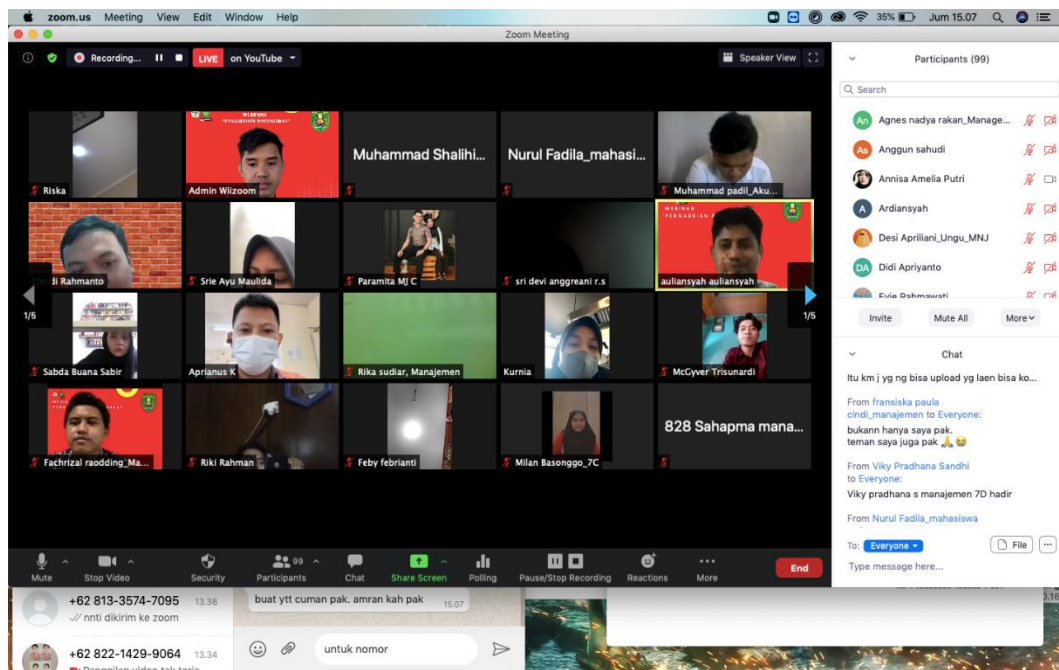 zoom.us Meeting View Edit Window Help 35% Jum 15.07
Zoom Meeting
Recording... LIVE on YouTube Speaker View
Participants (99)
Search
Agnes nadya rakan_Manage...
Anggun sahudi
Annisa Amelia Putri
Ardiansyah
Desi Apriliani_Ungu_MNJ
Didi Apriyanto
Evie Rahmawati
Invite Mute All More
Riska
Admin Wiizoom
Muhammad Shalihi...
Nurul Fadila_mahasi...
Muhammad padil_Aku...
WEBINAR
di Rahmanto
Srie Ayu Maulida
Paramita MJ C
sri devi anggreani r.s
auliansyah auliansyah
1/5
1/5
Sabda Buana Sabir
Aprianus K
Rika sudiar, Manajemen
Kurnia
McGyver Trisunardi
Fachrizal raodding_Ma...
Riki Rahman
Feby febrianti
Milan Basonggo_7C
828 Sahapma mana...
Chat
Itu km j yg ng bisa upload yg laen bisa ko...
From fransiska paula
cindi_manajemen to Everyone:
bukann hanya saya pak.
teman saya juga pak 🙏 😭
From Viky Pradhana Sandhi
to Everyone:
Viky pradhana s manajemen 7D hadir
From Nurul Fadila_mahasiswa
To: Everyone File
Type message here...
Mute Stop Video Security Participants 99 Chat Share Screen Polling Pause/Stop Recording Reactions More End
+62 813-3574-7095 13.38
nnti dikirim ke zoom
+62 822-1429-9064 13.34
buat ytt cuman pak. amran kah pak 15.07
untuk nomor